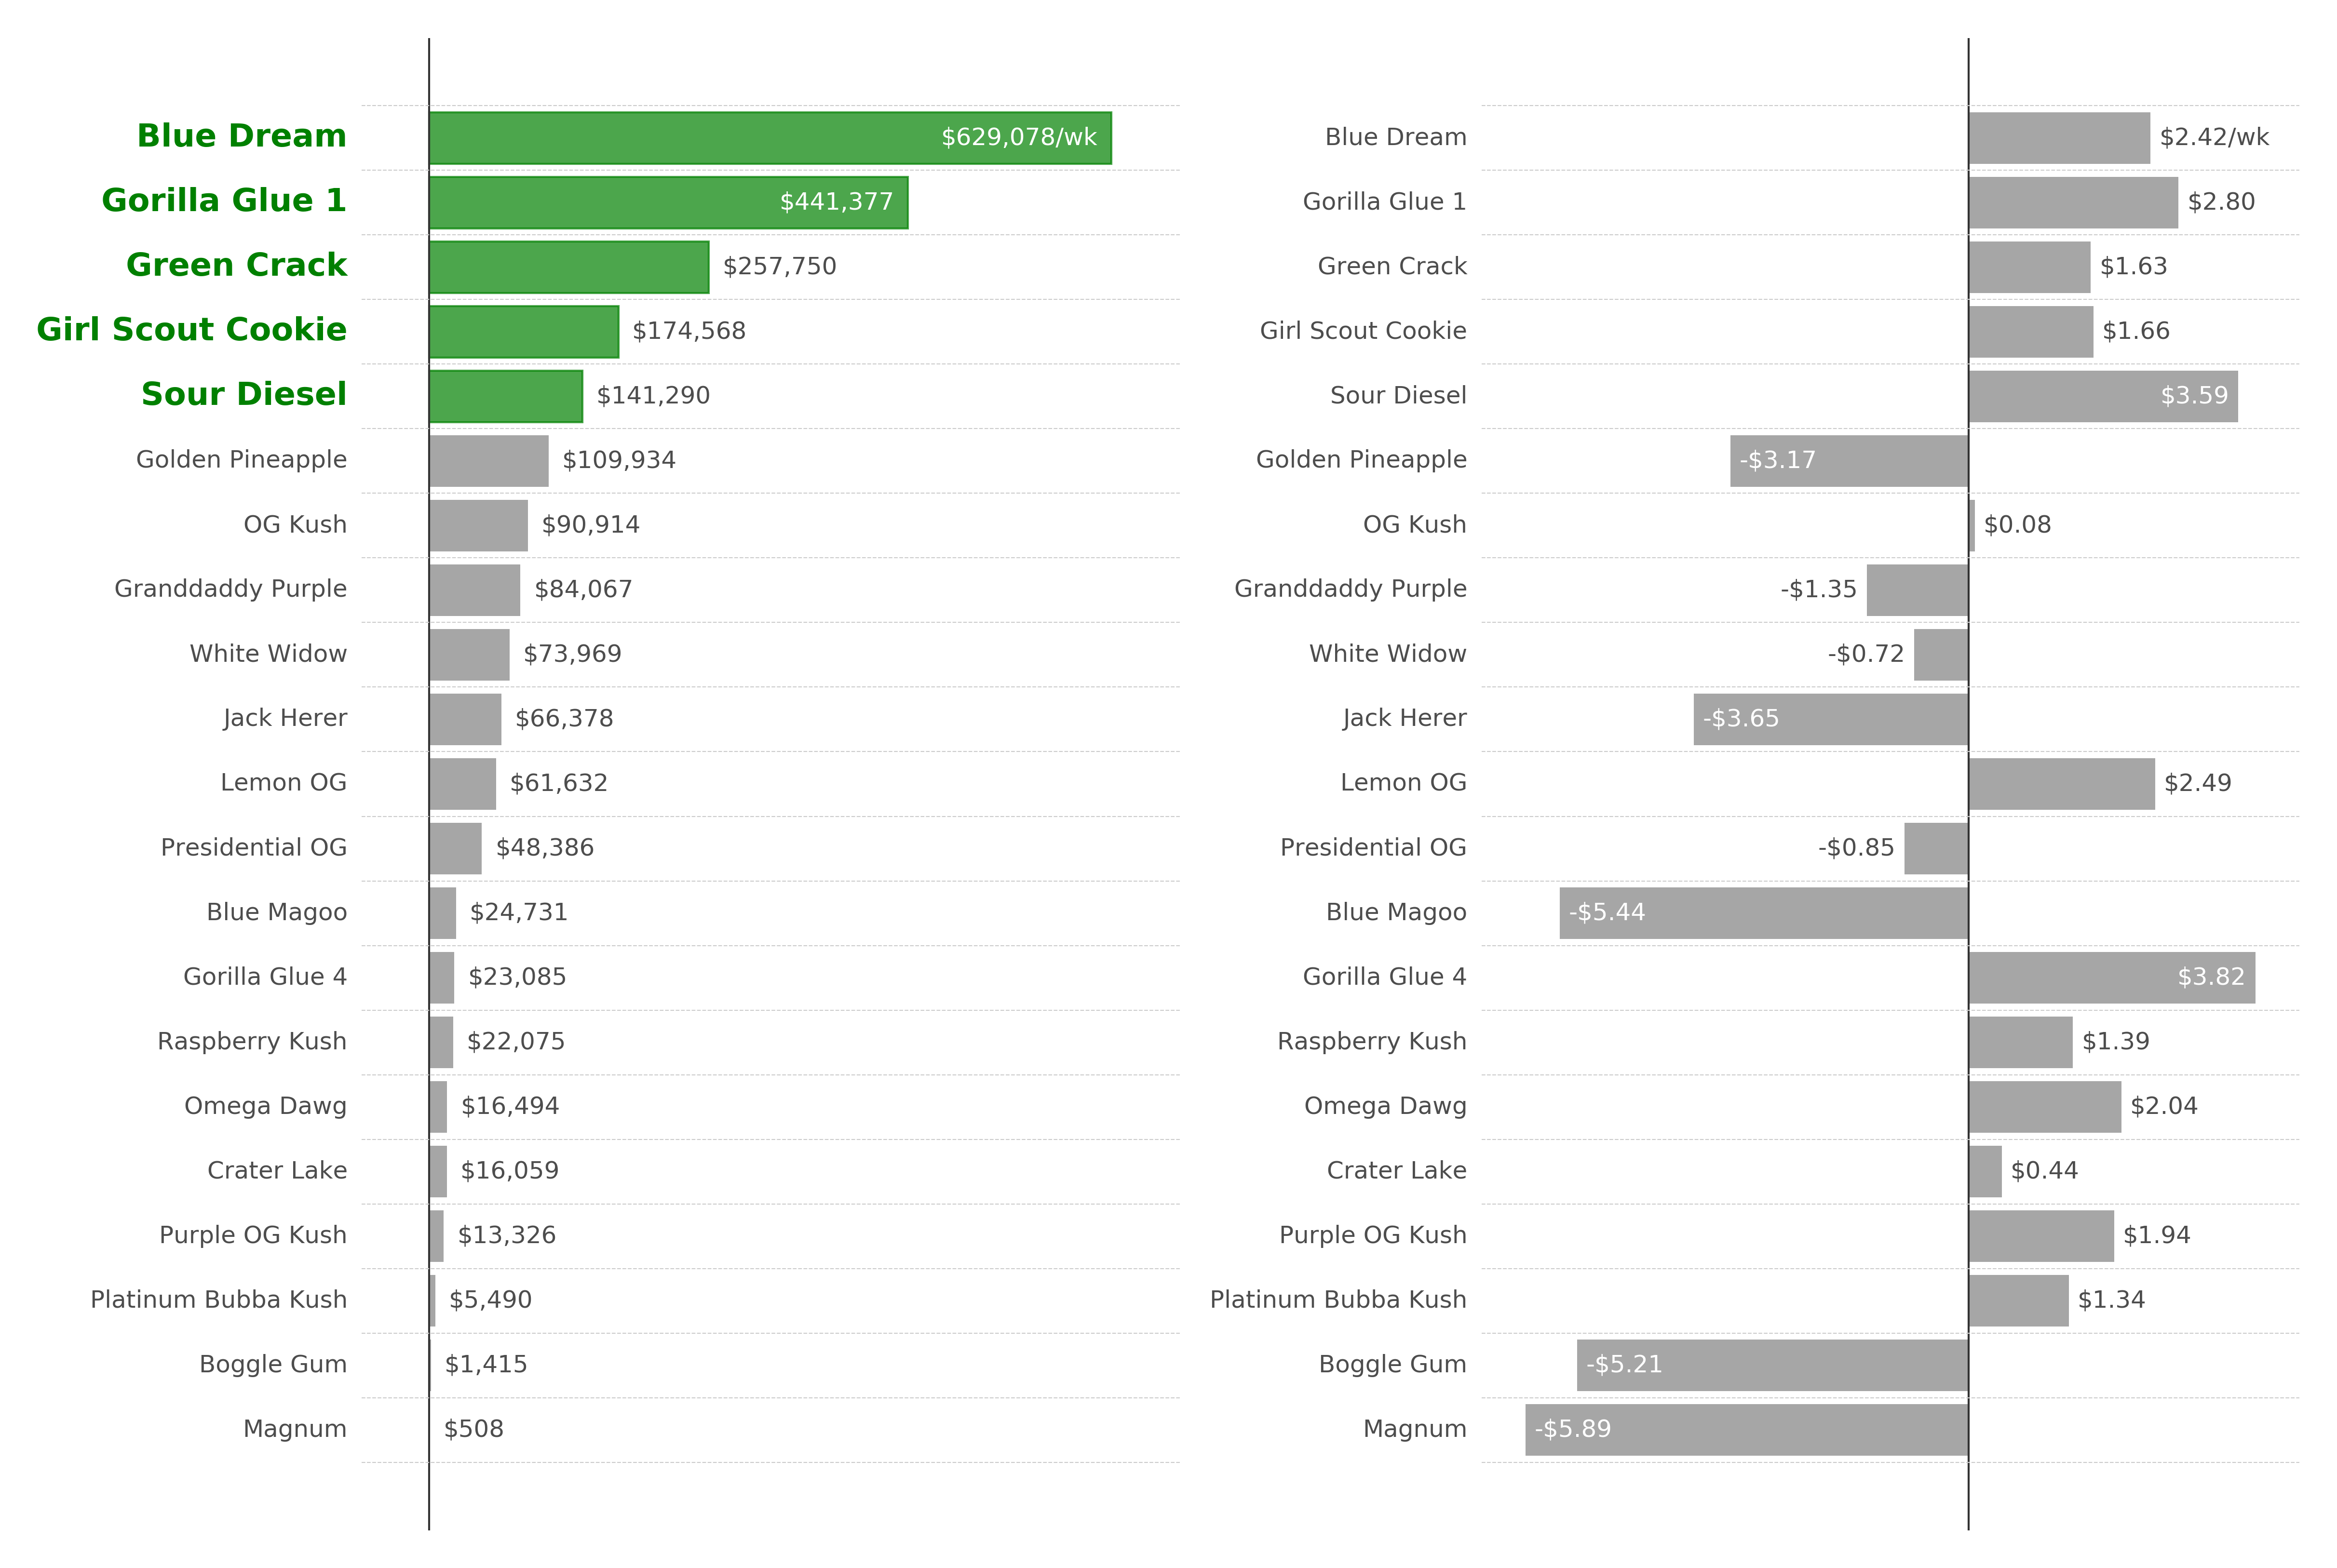 Blue Dream $629,078/wk
Gorilla Glue 1 $441,377
Green Crack $257,750
Girl Scout Cookie $174,568
Sour Diesel $141,290
Golden Pineapple $109,934
OG Kush $90,914
Granddaddy Purple $84,067
White Widow $73,969
Jack Herer $66,378
Lemon OG $61,632
Presidential OG $48,386
Blue Magoo $24,731
Gorilla Glue 4 $23,085
Raspberry Kush $22,075
Omega Dawg $16,494
Crater Lake $16,059
Purple OG Kush $13,326
Platinum Bubba Kush $5,490
Boggle Gum $1,415
Magnum $508
Blue Dream $2.42/wk
Gorilla Glue 1 $2.80
Green Crack $1.63
Girl Scout Cookie $1.66
Sour Diesel $3.59
Golden Pineapple -$3.17
OG Kush $0.08
Granddaddy Purple -$1.35
White Widow -$0.72
Jack Herer -$3.65
Lemon OG $2.49
Presidential OG -$0.85
Blue Magoo -$5.44
Gorilla Glue 4 $3.82
Raspberry Kush $1.39
Omega Dawg $2.04
Crater Lake $0.44
Purple OG Kush $1.94
Platinum Bubba Kush $1.34
Boggle Gum -$5.21
Magnum -$5.89